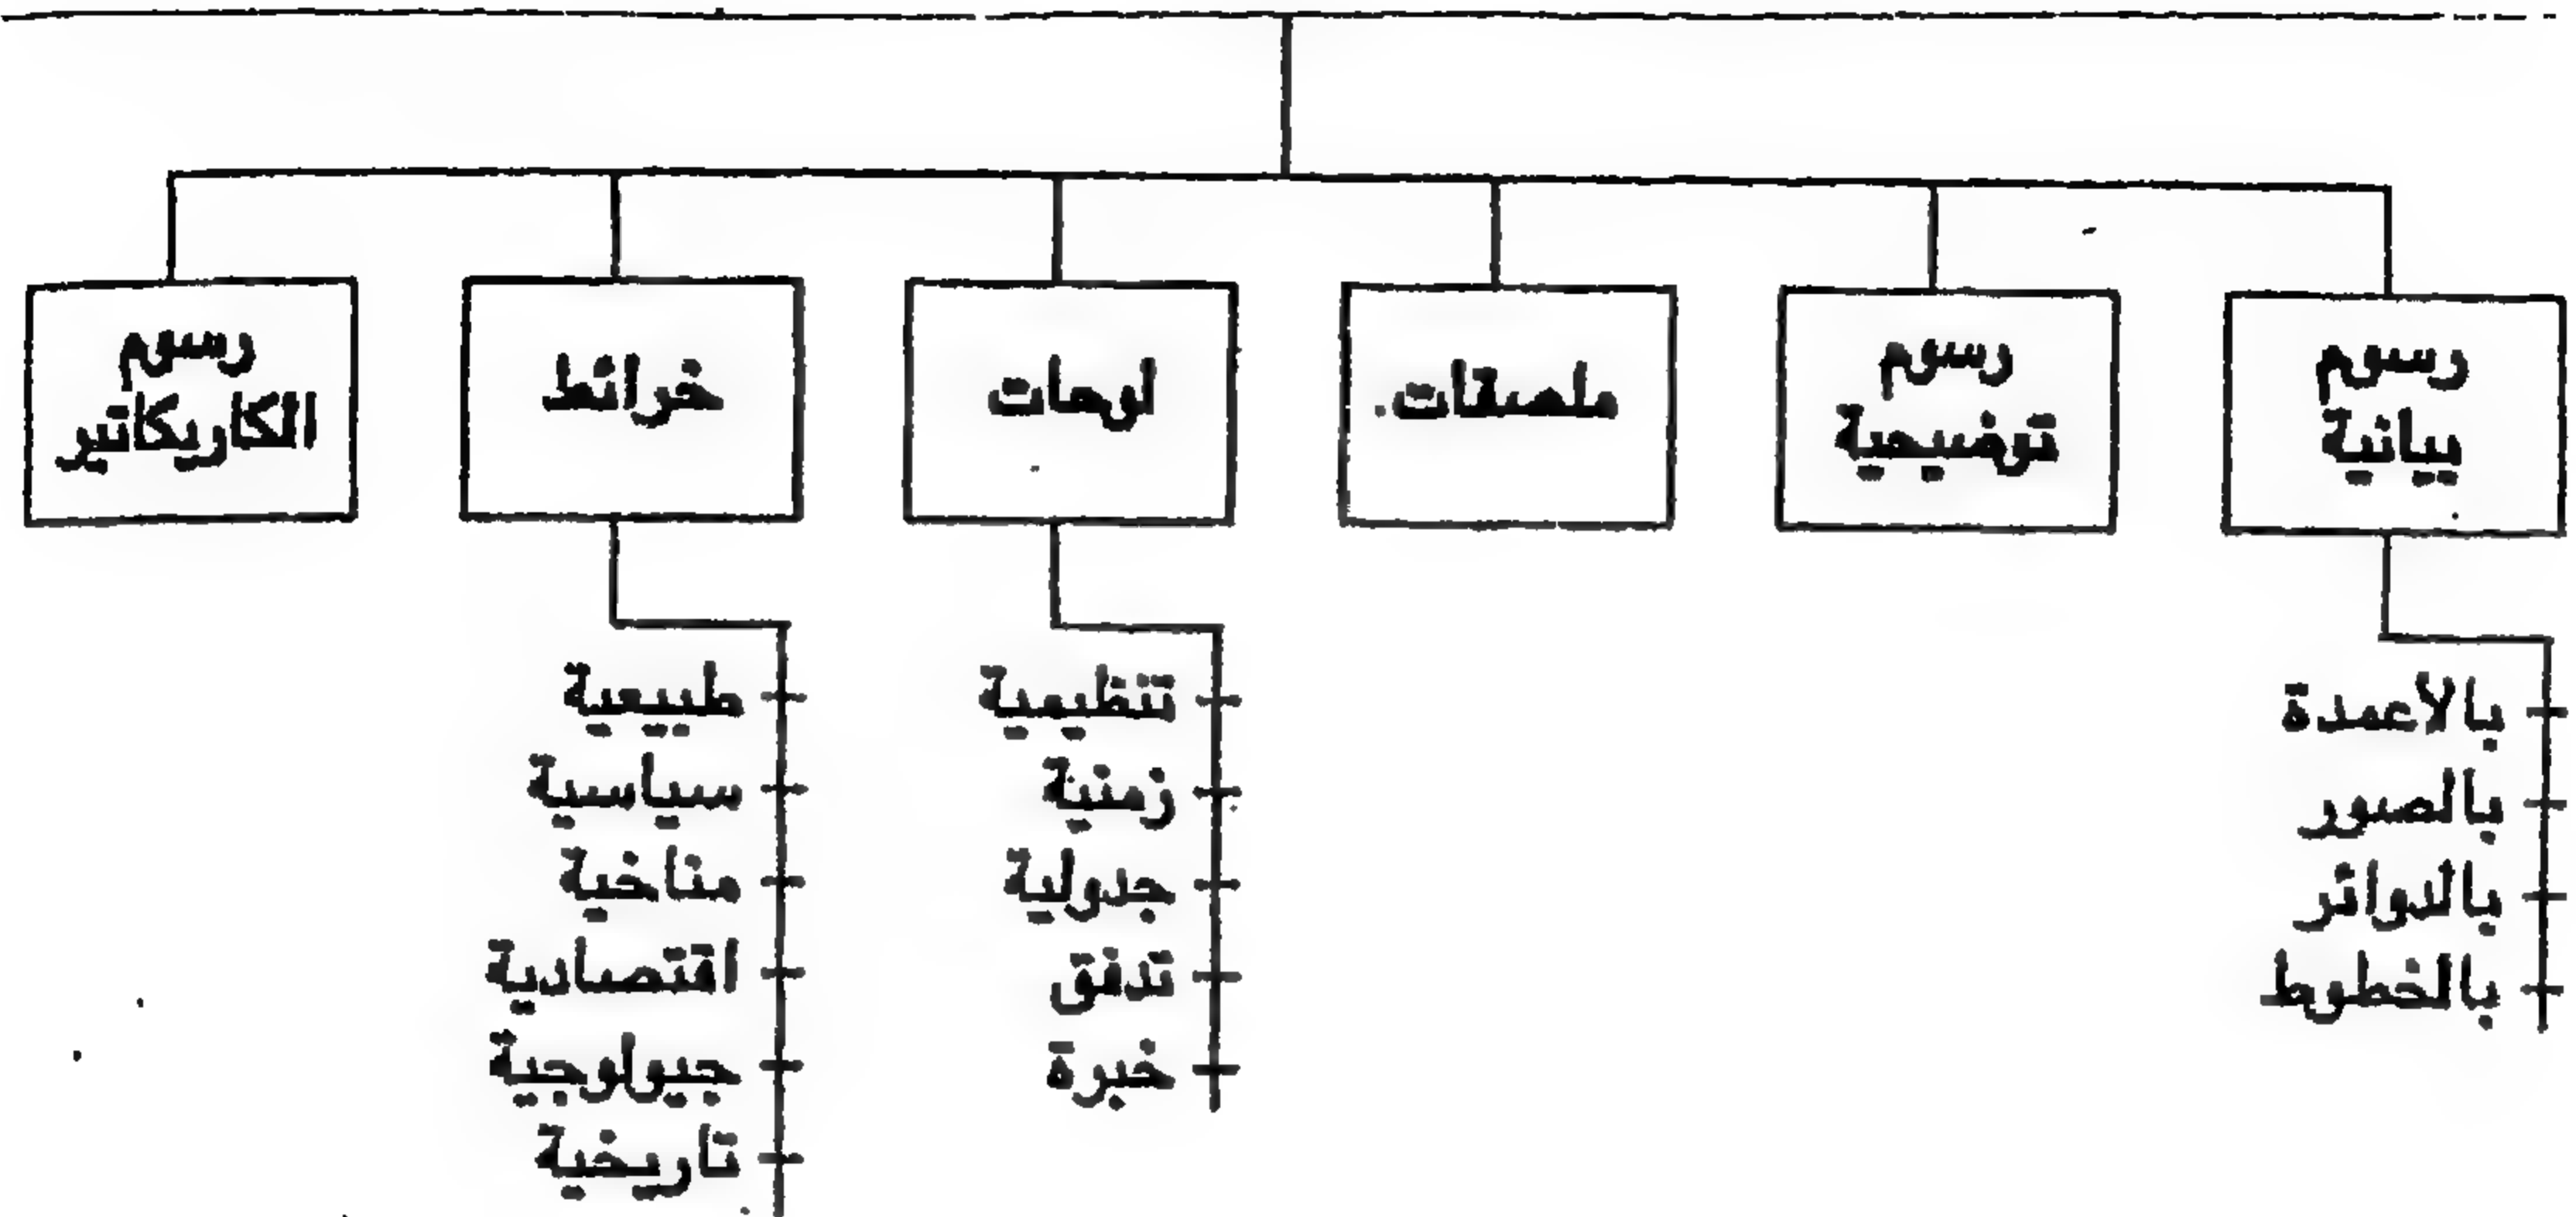 رسوم
بيانية
رسوم
توضيحية
ملصقات
لوحات
خرائط
رسوم
الكاريكاتير
بالأعمدة
بالصور
بالدوائر
بالخطوط
تنظيمية
زمنية
جدولية
تدفق
خبرة
طبيعية
سياسية
مناخية
اقتصادية
جيولوجية
تاريخية